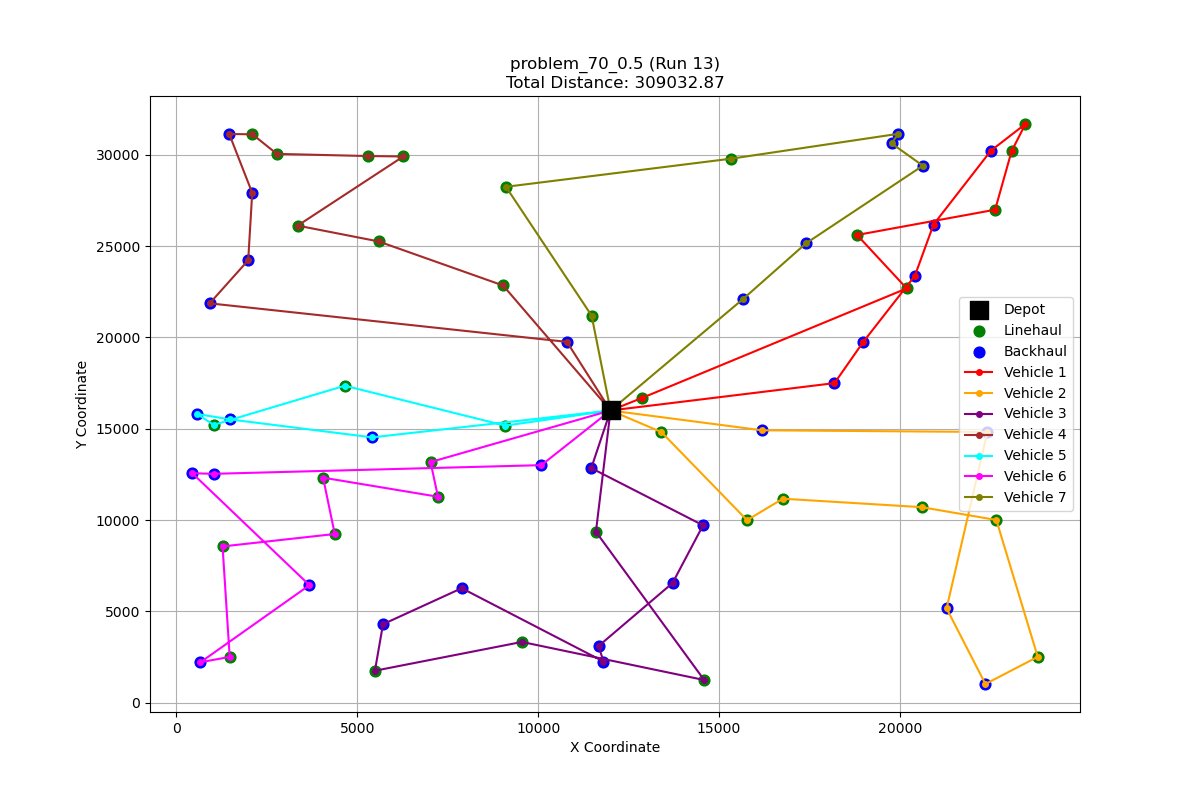 problem_70_0.5 (Run 13)
Total Distance: 309032.87
Y Coordinate
30000
25000
20000
15000
10000
5000
0
Depot
Linehaul
Backhaul
Vehicle 1
Vehicle 2
Vehicle 3
Vehicle 4
Vehicle 5
Vehicle 6
Vehicle 7
0 5000 10000 15000 20000
X Coordinate